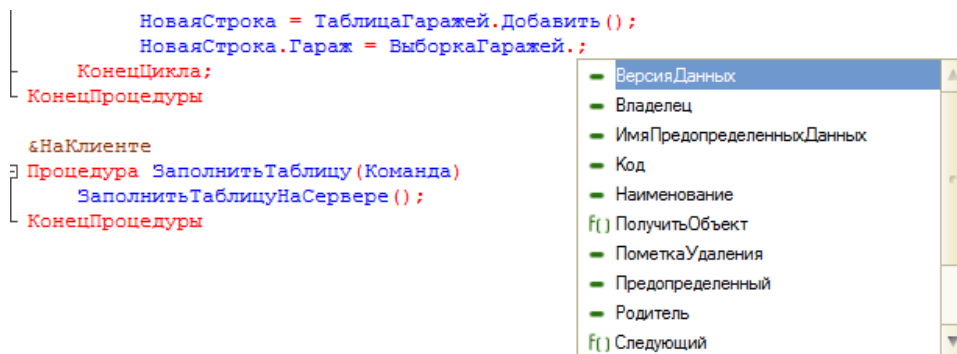 НоваяСтрока = ТаблицаГаражей.Добавить();
НоваяСтрока.Гараж = ВыборкаГаражей.;
КонецЦикла;
КонецПроцедуры
&НаКлиенте
Процедура ЗаполнитьТаблицу(Команда)
ЗаполнитьТаблицуНаСервере();
КонецПроцедуры
ВерсияДанных
Владелец
ИмяПредопределенныхДанных
Код
Наименование
f() ПолучитьОбъект
ПометкаУдаления
Предопределенный
Родитель
f() Следующий